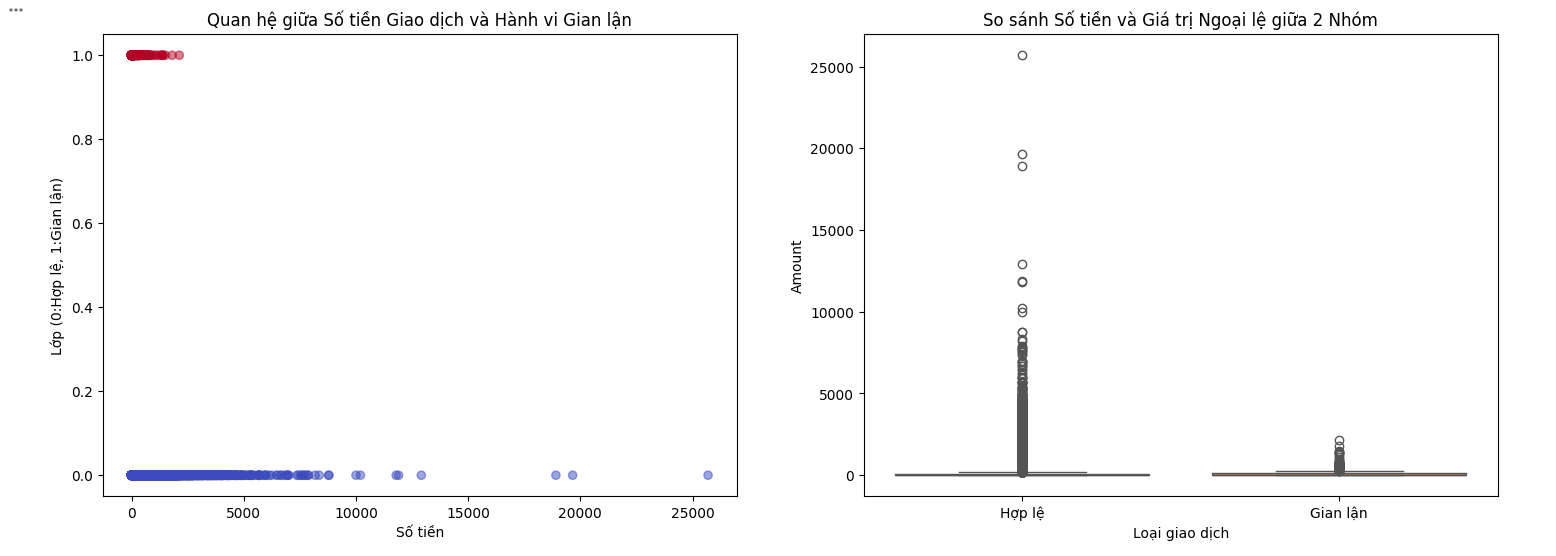 Quan hệ giữa Số tiền Giao dịch và Hành vi Gian lận
1.0
0.8
0.6
0.4
0.2
0.0
Lớp (0:Hợp lệ, 1:Gian lận)
0
5000
10000
15000
20000
25000
Số tiền
So sánh Số tiền và Giá trị Ngoại lệ giữa 2 Nhóm
25000
20000
15000
10000
5000
0
Amount
Hợp lệ
Gian lận
Loại giao dịch